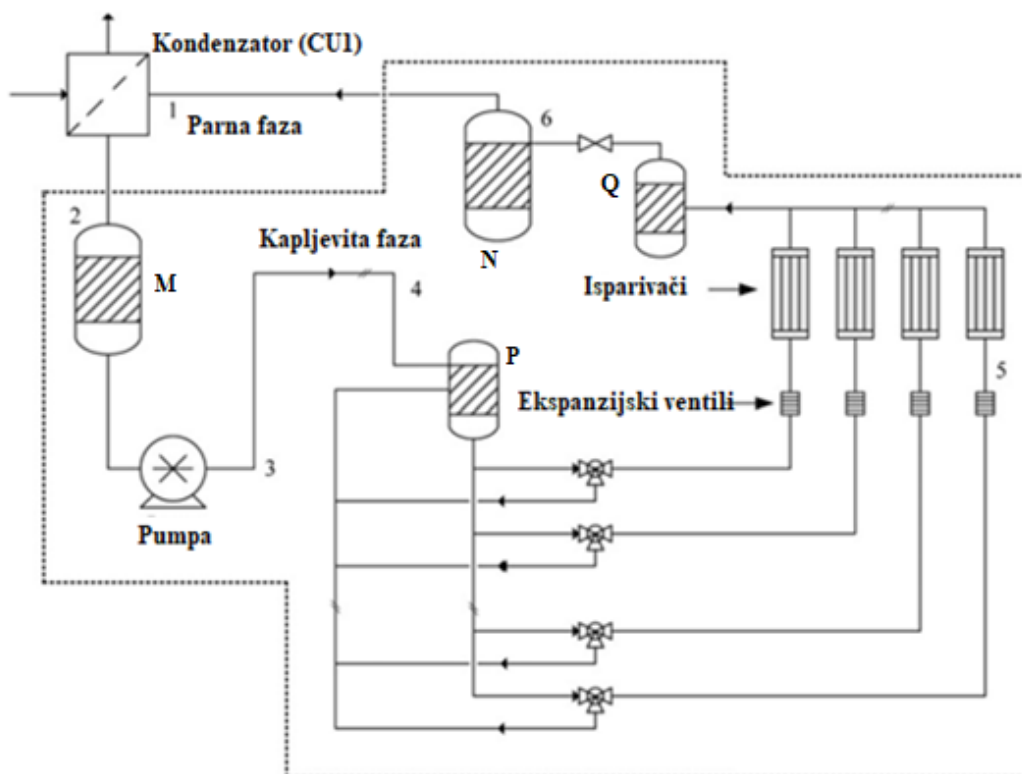 Kondenzator (CU1)
1
Parna faza
6
Q
2
Kapljevita faza
N
M
4
Isparivači
P
5
Ekspanzijski ventili
3
Pumpa